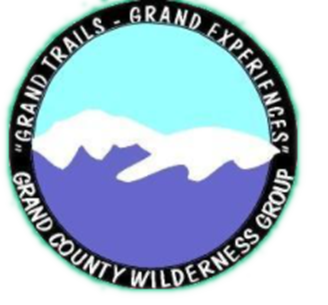 "GRAND TRAILS - GRAND EXPERIENCES"
GRAND COUNTY WILDERNESS GROUP